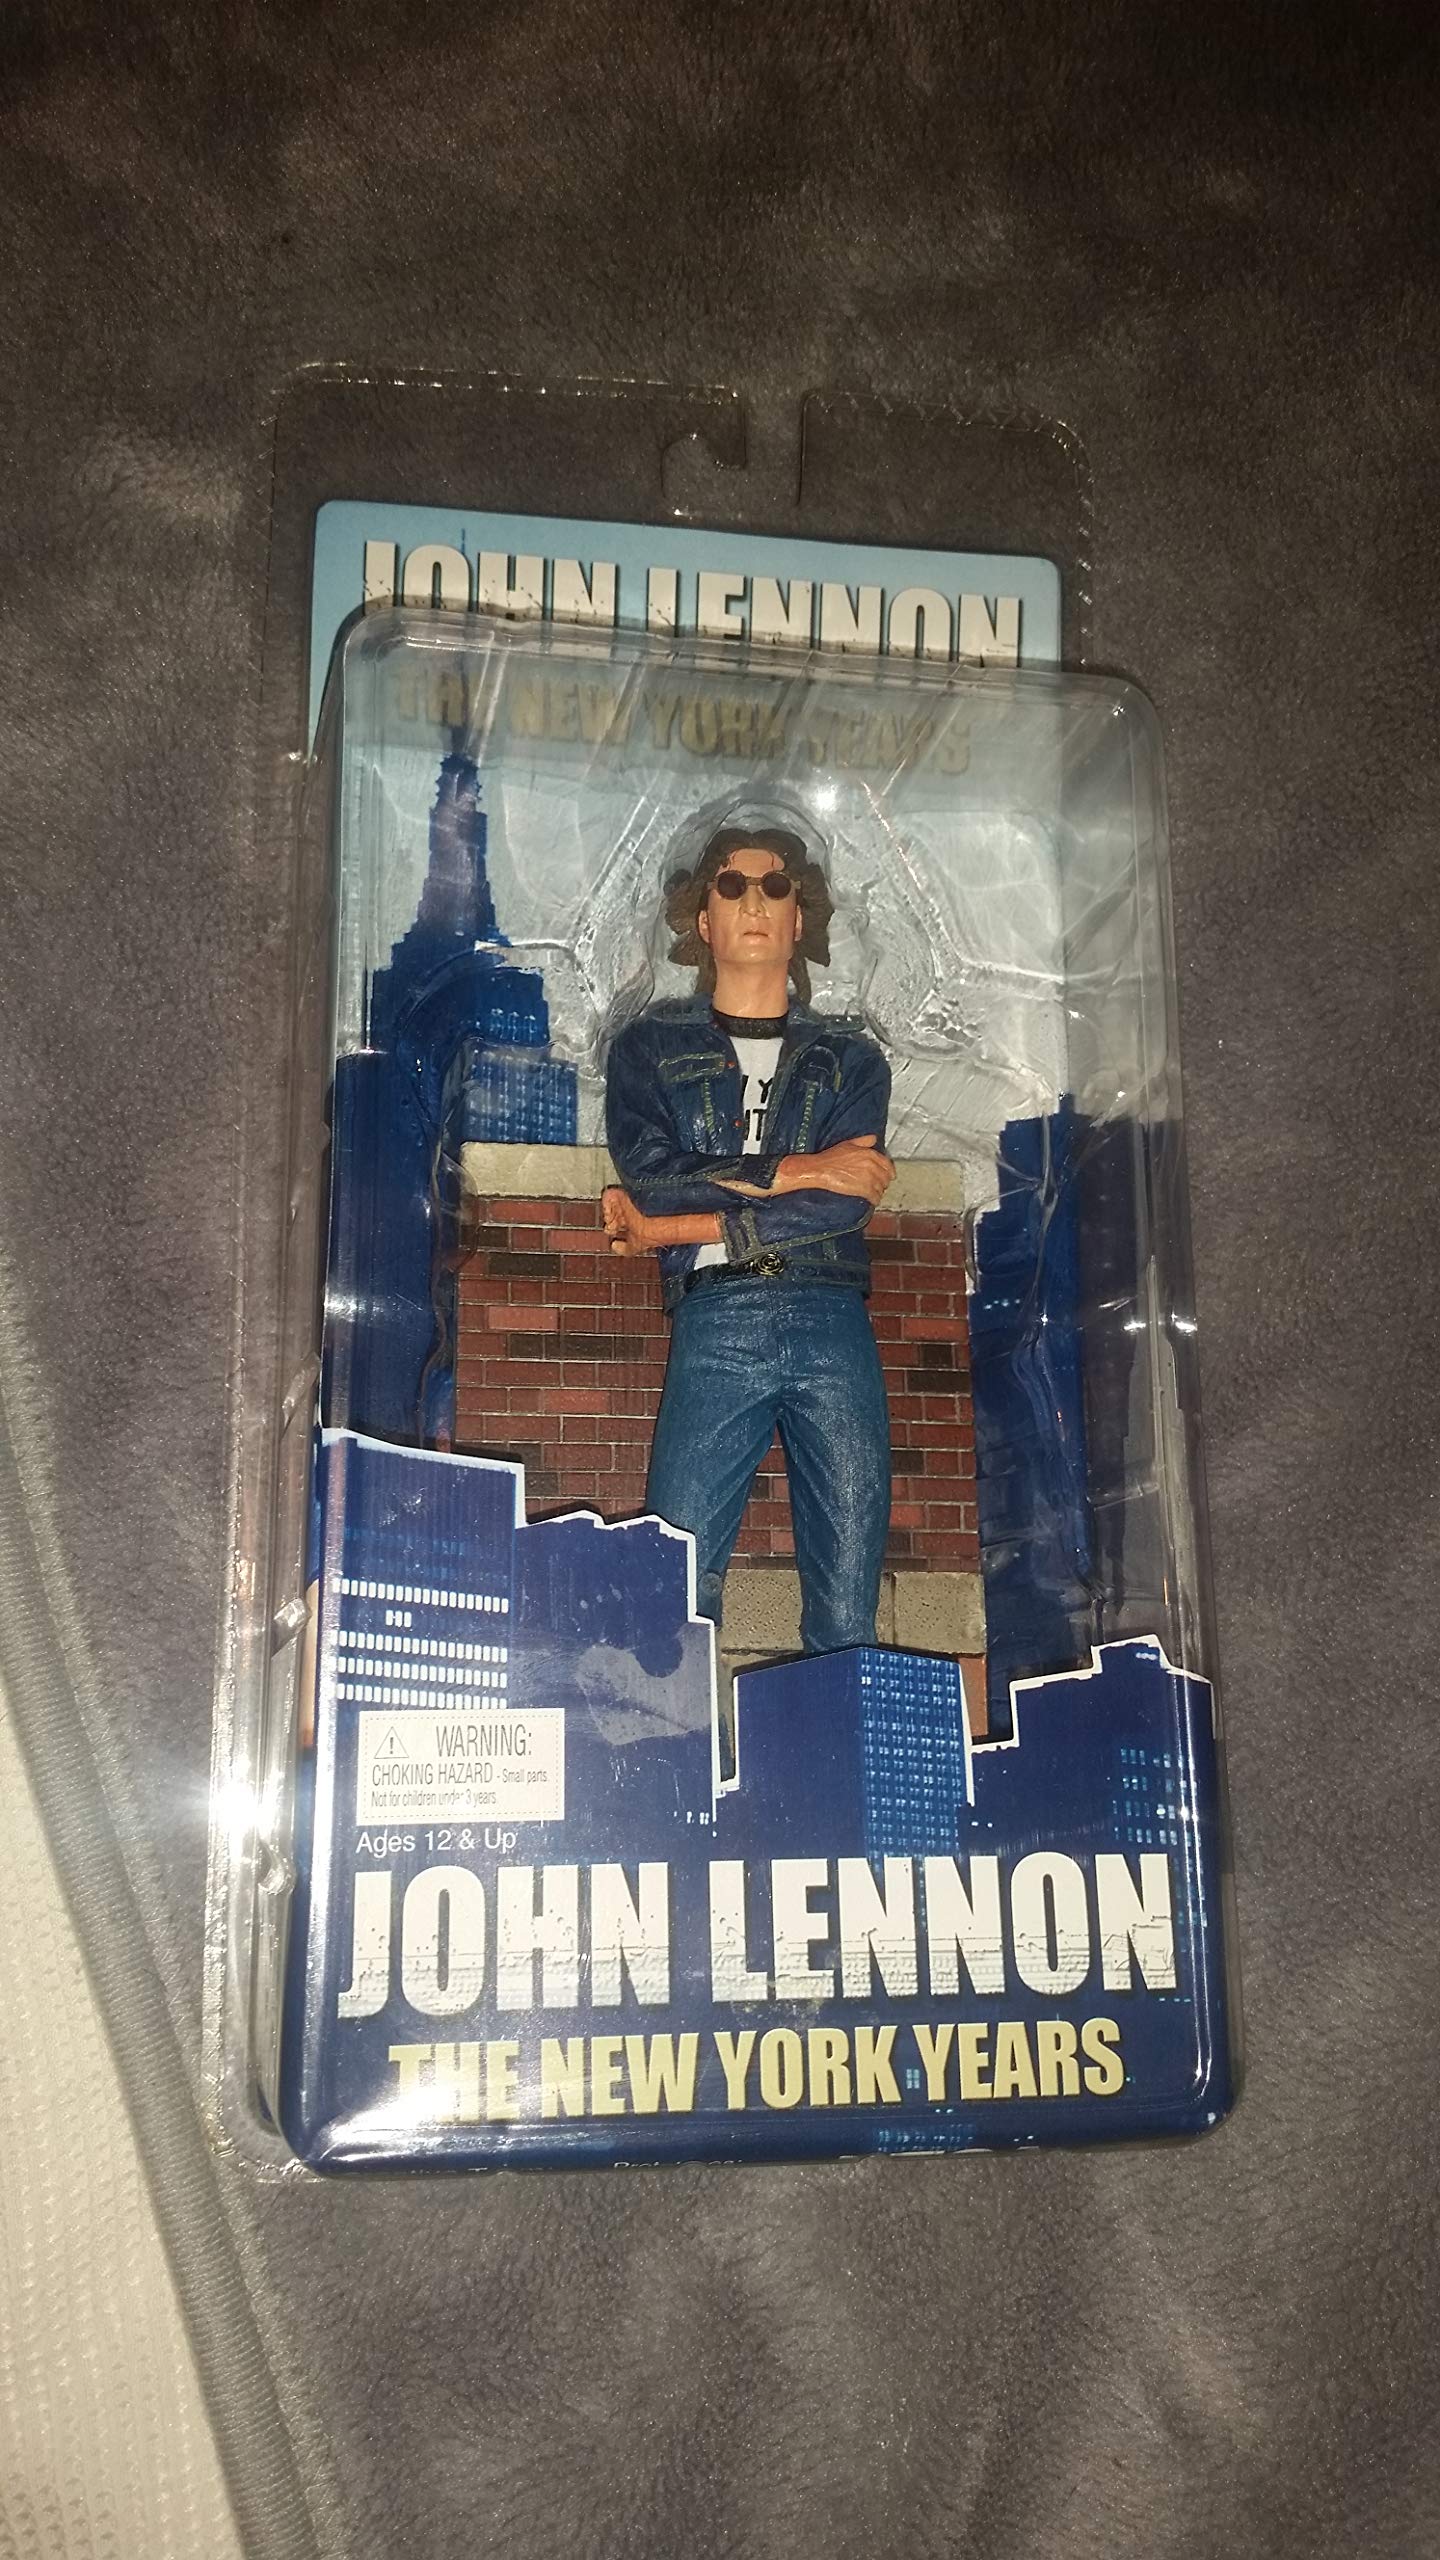 JOHN LENNON
THE NEW YORK YEARS
WARNING:
CHOKING HAZARD - Small parts.
Not for children under 3 years.
Ages 12 & Up
JOHN LENNON
THE NEW YORK YEARS